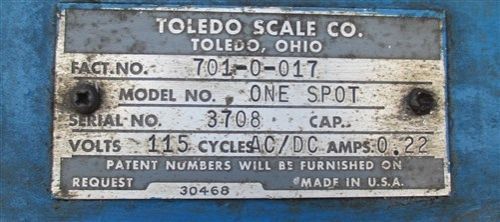 TOLEDO SCALE CO.
TOLEDO, OHIO
FACT. NO. 701-0-017
MODEL NO. ONE SPOT
SERIAL NO. 3708 CAP.
VOLTS 115 CYCLES AC/DC AMPS. 0.22
PATENT NUMBERS WILL BE FURNISHED ON
REQUEST 30468 MADE IN U.S.A.